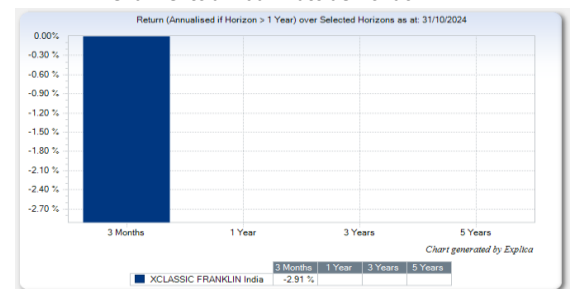 Return (Annualised if Horizon > 1 Year) over Selected Horizons as at: 31/10/2024
0.00%
-0.30 %
-0.60 %
-0.90 %
-1.20 %
-1.50 %
-1.80 %
-2.10 %
-2.40 %
-2.70 %
3 Months 1 Year 3 Years 5 Years
Chart generated by Explica
3 Months 1 Year 3 Years 5 Years
XCLASSIC FRANKLIN India -2.91 %